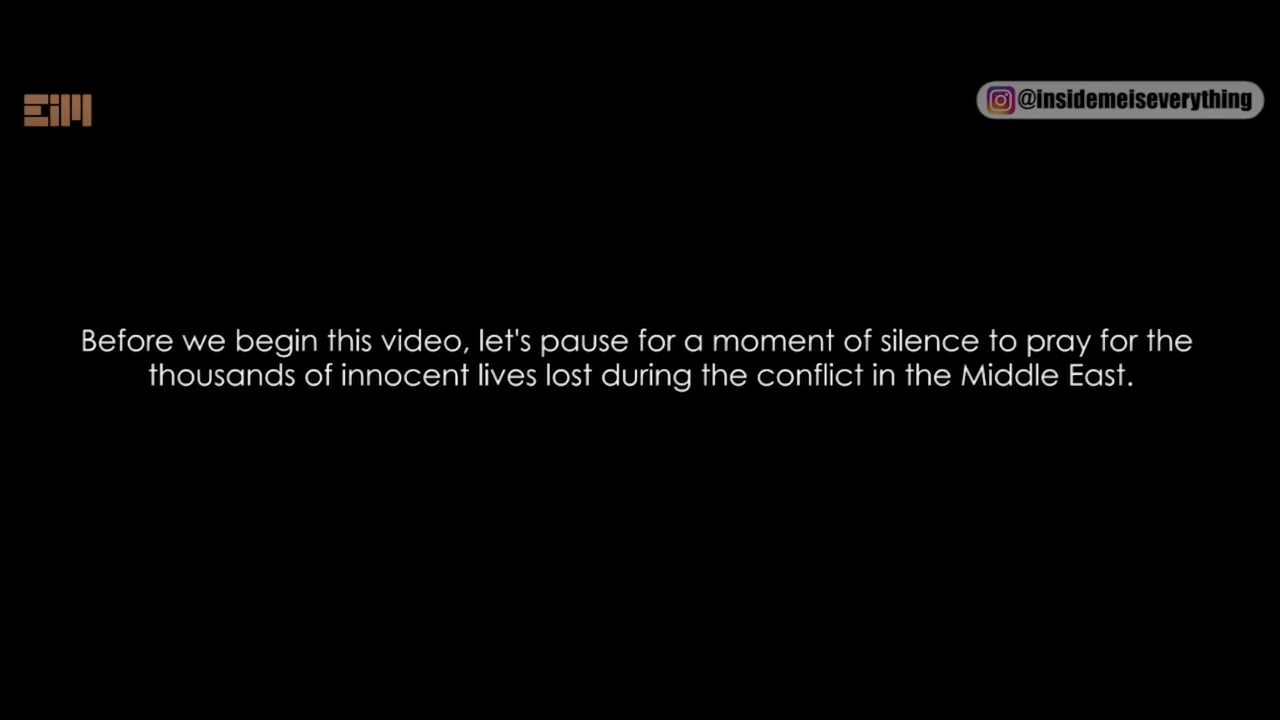 EiM
@insidemeiseverything
Before we begin this video, let's pause for a moment of silence to pray for the
thousands of innocent lives lost during the conflict in the Middle East.